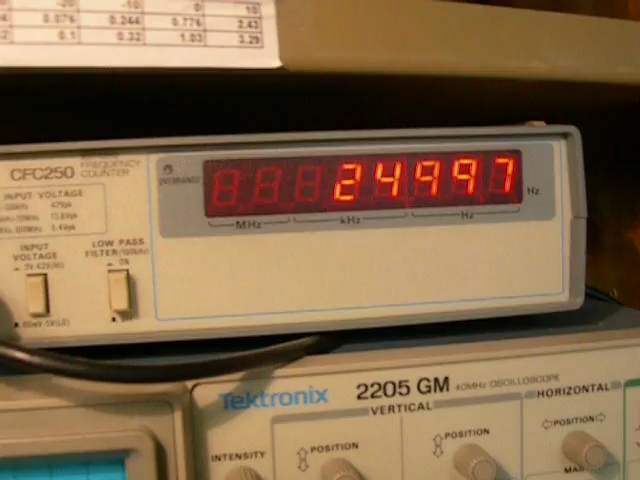 -20 -10 0 10
0.076 0.244 0.776 2.43
0.1 0.32 1.03 3.29
CFC250 FREQUENCY
COUNTER
OVERRANGE
24997 Hz
MHz kHz Hz
INPUT VOLTAGE
INPUT
VOLTAGE
LOW PASS
FILTER(100kHz)
ON
Tektronix 2205 GM 40MHz OSCILLOSCOPE
VERTICAL
HORIZONTAL
INTENSITY
POSITION
POSITION
POSITION
MAG